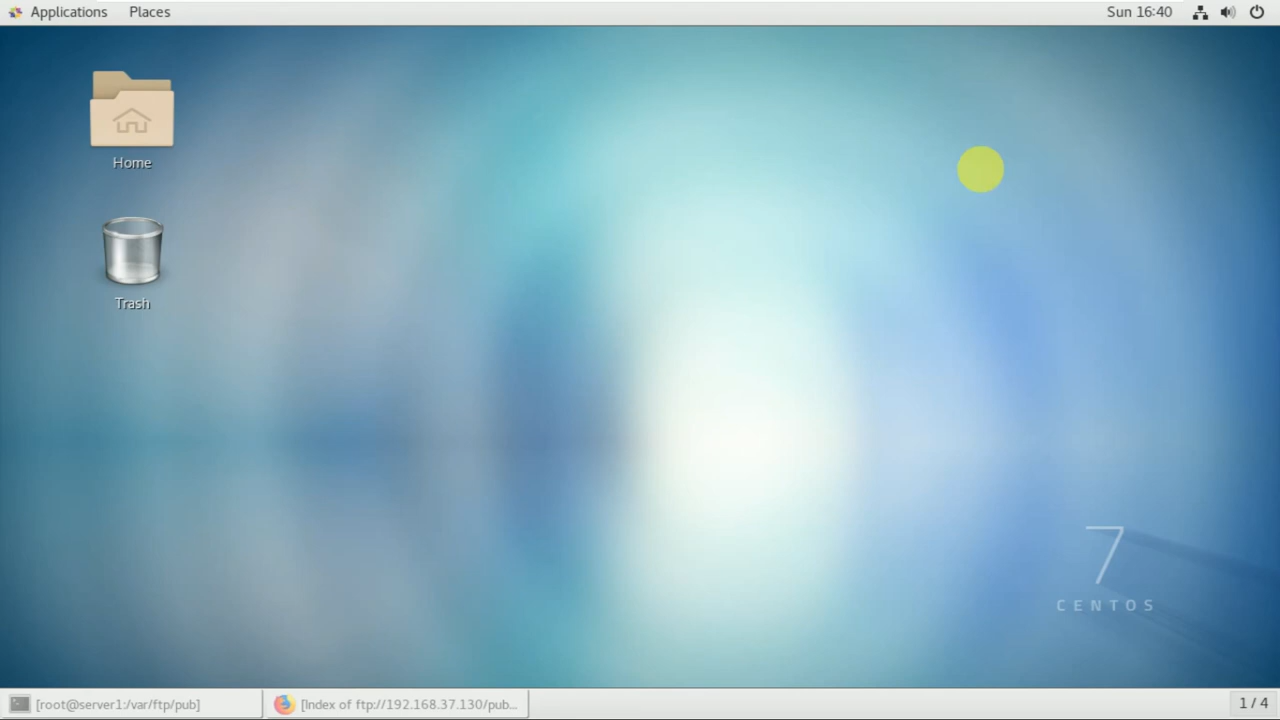 Applications Places Sun 16:40
Home
Trash
7
CENTOS
[root@server1:/var/ftp/pub] [Index of ftp://192.168.37.130/pub... 1 / 4